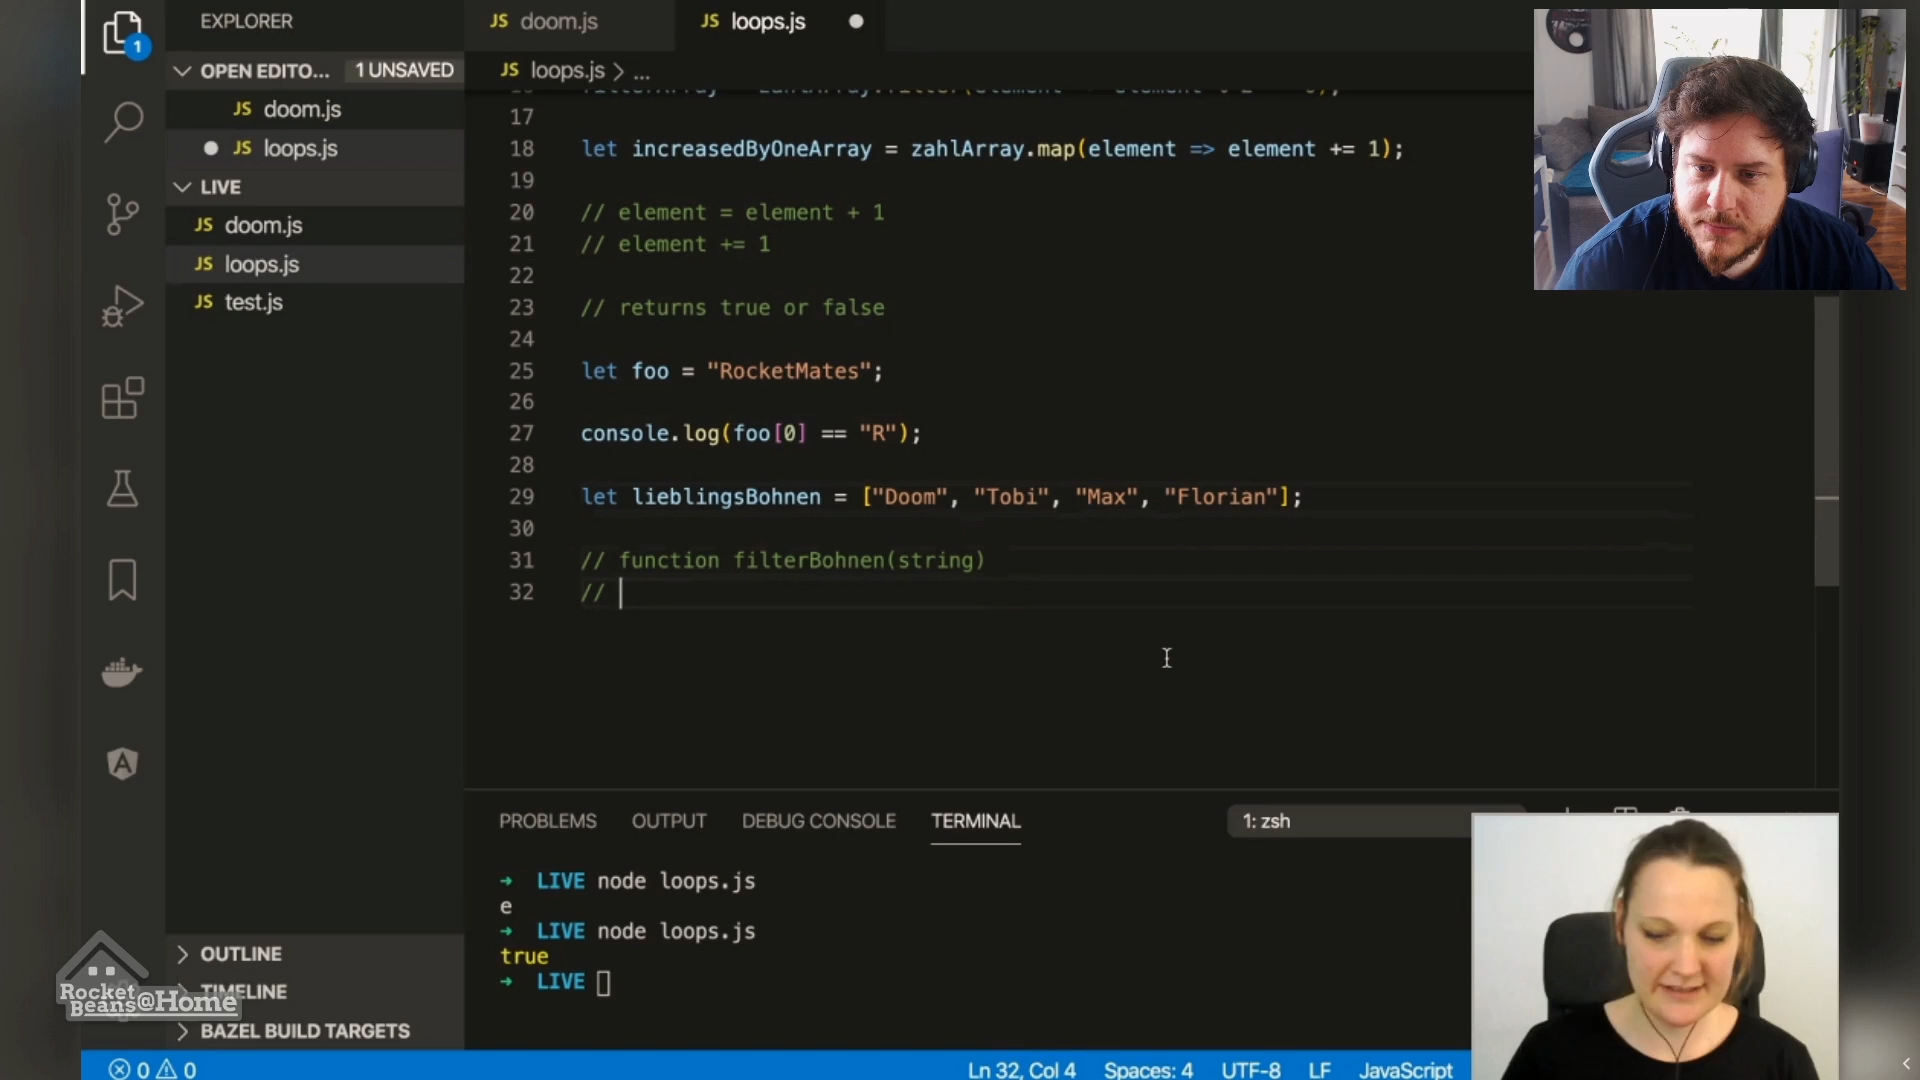 EXPLORER
JS doom.js
JS loops.js
1
OPEN EDITO...
1 UNSAVED
JS loops.js > ...
JS doom.js
JS loops.js
LIVE
JS doom.js
JS loops.js
JS test.js
17
18 let increasedByOneArray = zahlArray.map(element => element += 1);
19
20 // element = element + 1
21 // element += 1
22
23 // returns true or false
24
25 let foo = "RocketMates";
26
27 console.log(foo[0] == "R");
28
29 let lieblingsBohnen = ["Doom", "Tobi", "Max", "Florian"];
30
31 // function filterBohnen(string)
32 //
PROBLEMS OUTPUT DEBUG CONSOLE TERMINAL
1: zsh
→ LIVE node loops.js
e
→ LIVE node loops.js
true
→ LIVE
OUTLINE
TIMELINE
BAZEL BUILD TARGETS
Rocket
Beans@Home
0 0
Ln 32, Col 4 Spaces: 4 UTF-8 LF JavaScript